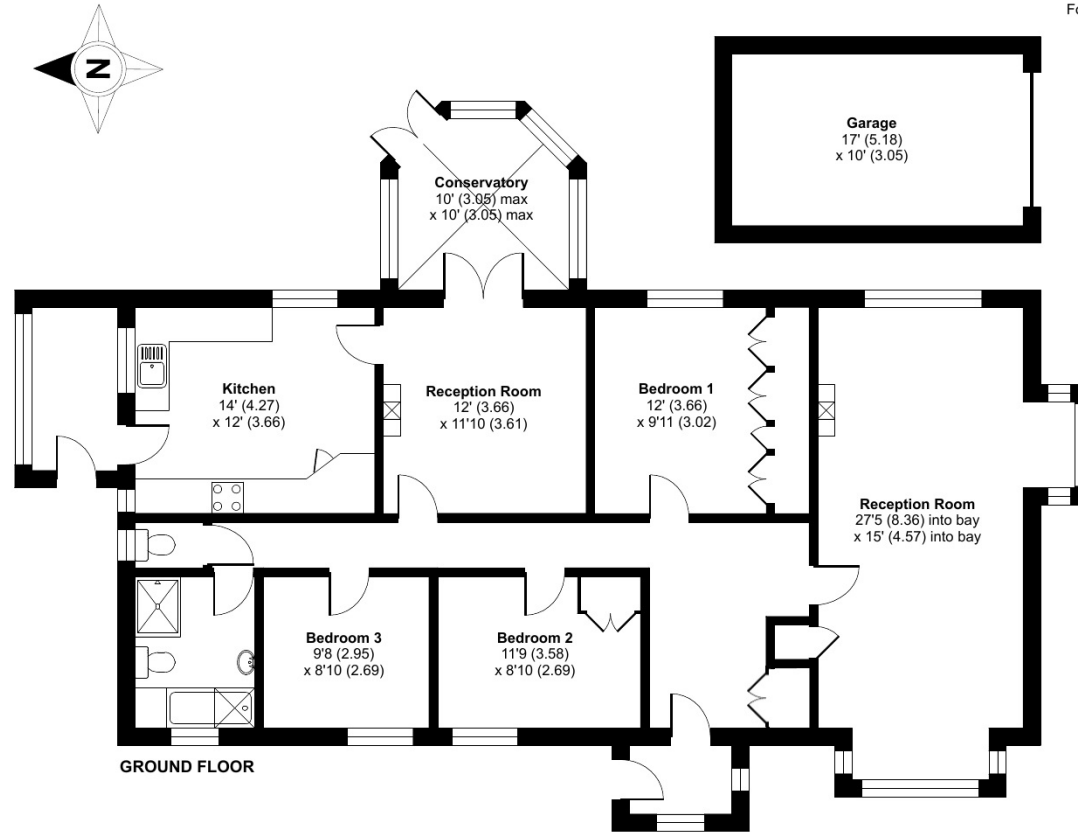 Fo
N
Garage
17' (5.18)
x 10' (3.05)
Conservatory
10' (3.05) max
x 10' (3.05) max
Kitchen
14' (4.27)
x 12' (3.66)
Reception Room
12' (3.66)
x 11'10 (3.61)
Bedroom 1
12' (3.66)
x 9'11 (3.02)
Reception Room
27'5 (8.36) into bay
x 15' (4.57) into bay
Bedroom 3
9'8 (2.95)
x 8'10 (2.69)
Bedroom 2
11'9 (3.58)
x 8'10 (2.69)
GROUND FLOOR